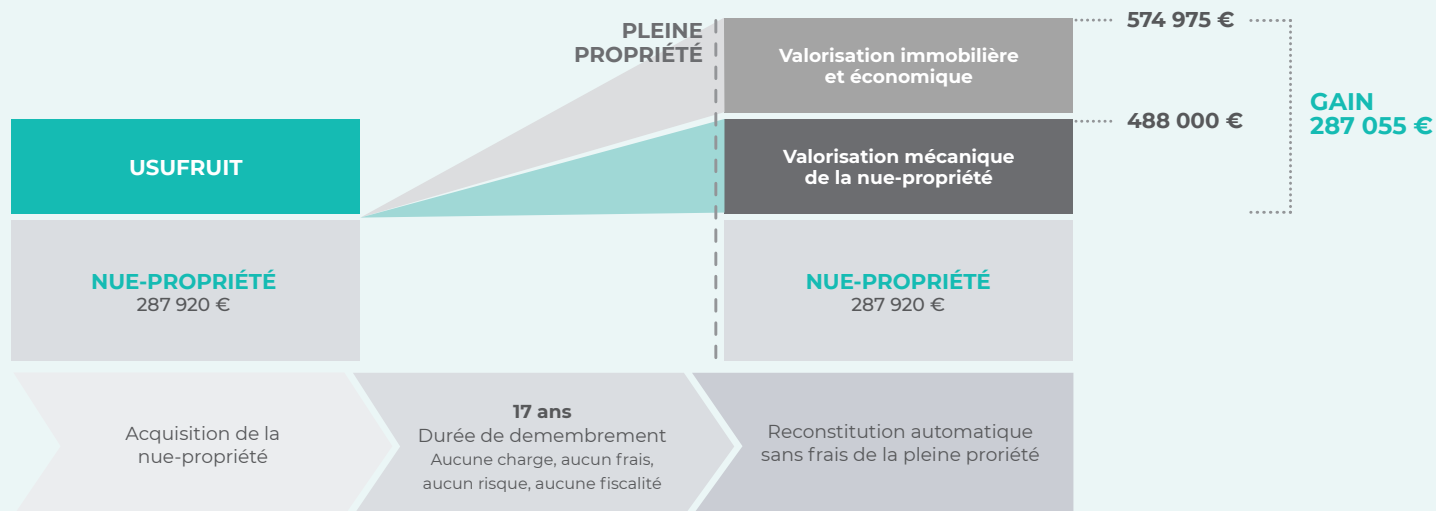 PLEINE
PROPRIÉTÉ
574 975 €
Valorisation immobilière
et économique
GAIN
287 055 €
488 000 €
USUFRUIT
Valorisation mécanique
de la nue-propriété
NUE-PROPRIÉTÉ
287 920 €
NUE-PROPRIÉTÉ
287 920 €
Acquisition de la
nue-propriété
17 ans
Durée de demembrement
Aucune charge, aucun frais,
aucun risque, aucune fiscalité
Reconstitution automatique
sans frais de la pleine proriété